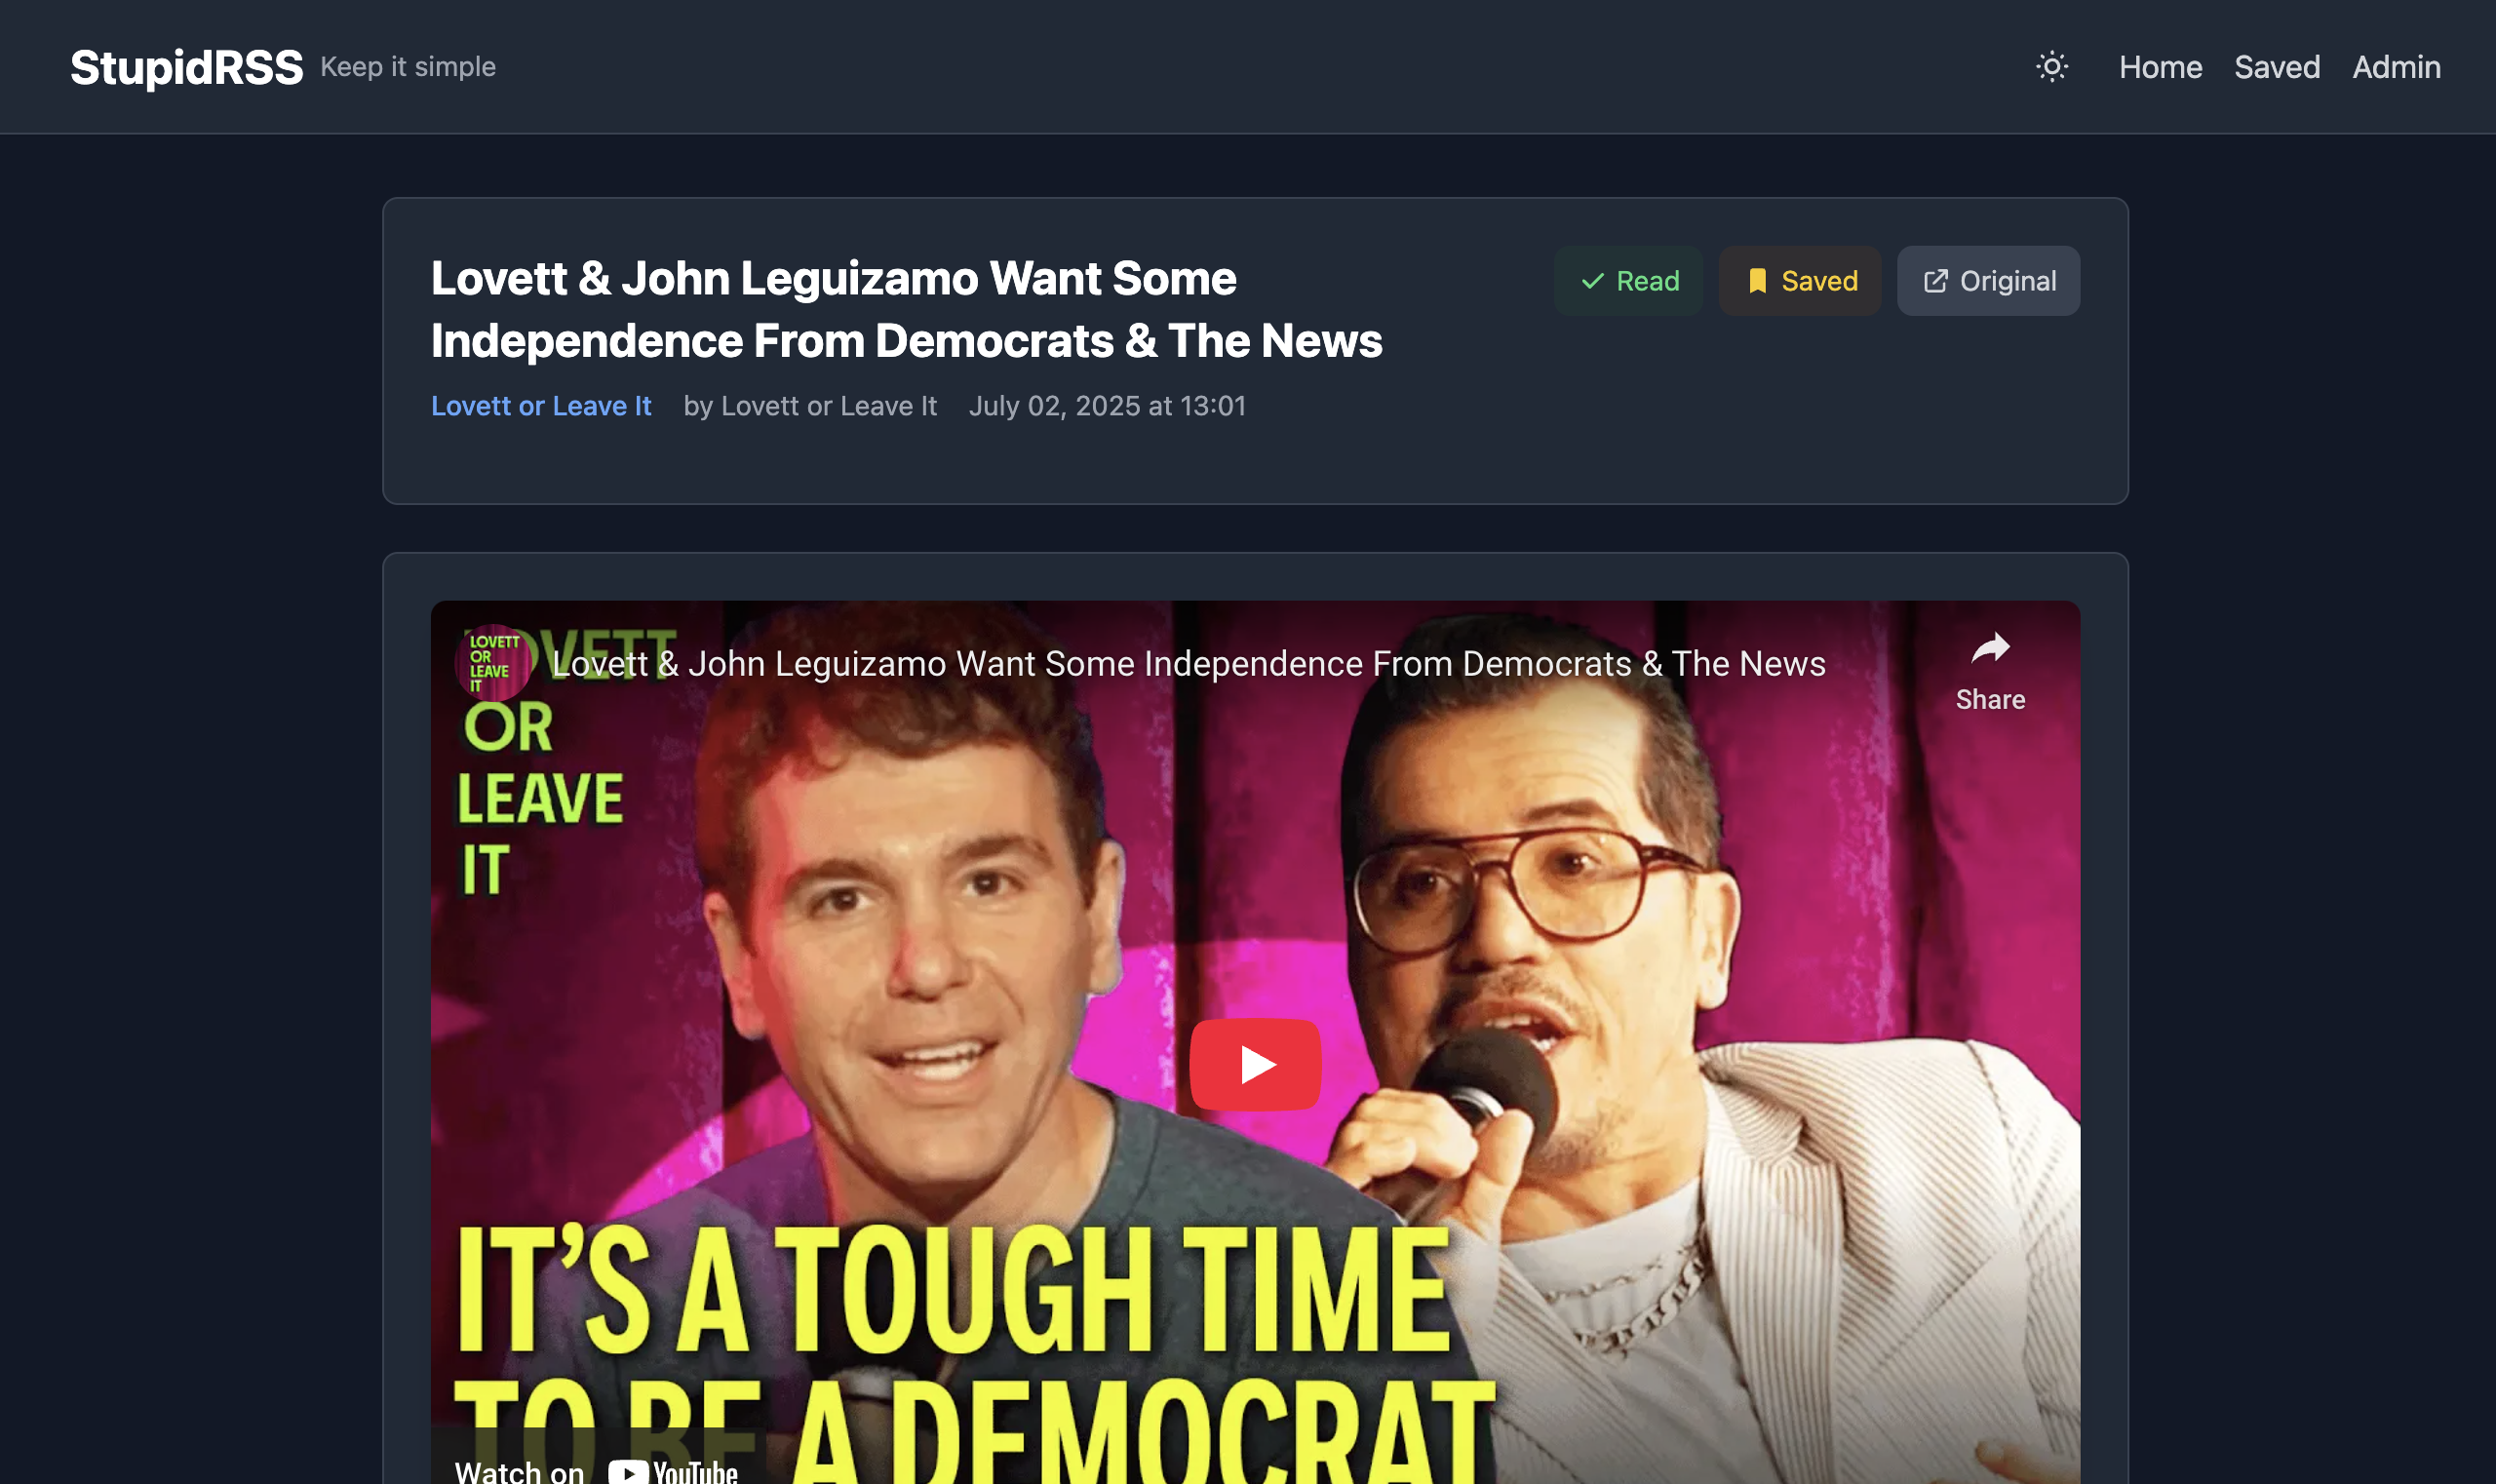 StupidRSS Keep it simple
Home Saved Admin
Lovett & John Leguizamo Want Some
Independence From Democrats & The News
Read Saved Original
Lovett or Leave It by Lovett or Leave It July 02, 2025 at 13:01
LOVETT
OR
LEAVE
IT
Lovett & John Leguizamo Want Some Independence From Democrats & The News
Share
LOVETT
OR
LEAVE
IT
IT'S A TOUGH TIME
TO BE A DEMOCRAT
Watch on YouTube